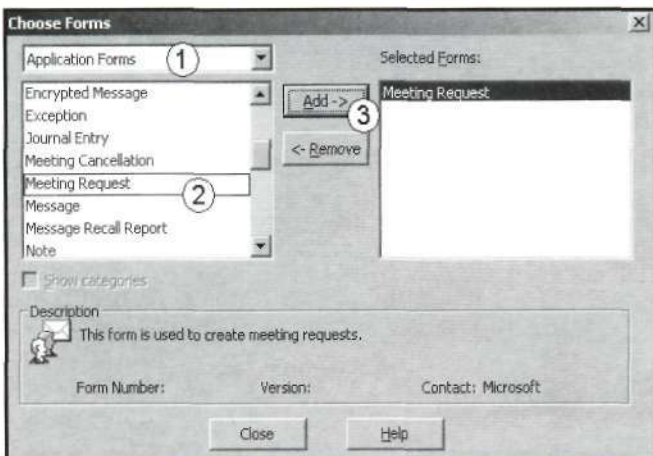 Choose Forms
Application Forms 1
Selected Forms:
Encrypted Message
Exception
Journal Entry
Meeting Cancellation
Meeting Request 2
Message
Message Recall Report
Note
Add -> 3
<- Remove
Meeting Request
Show categories
Description
This form is used to create meeting requests.
Form Number: Version: Contact: Microsoft
Close Help